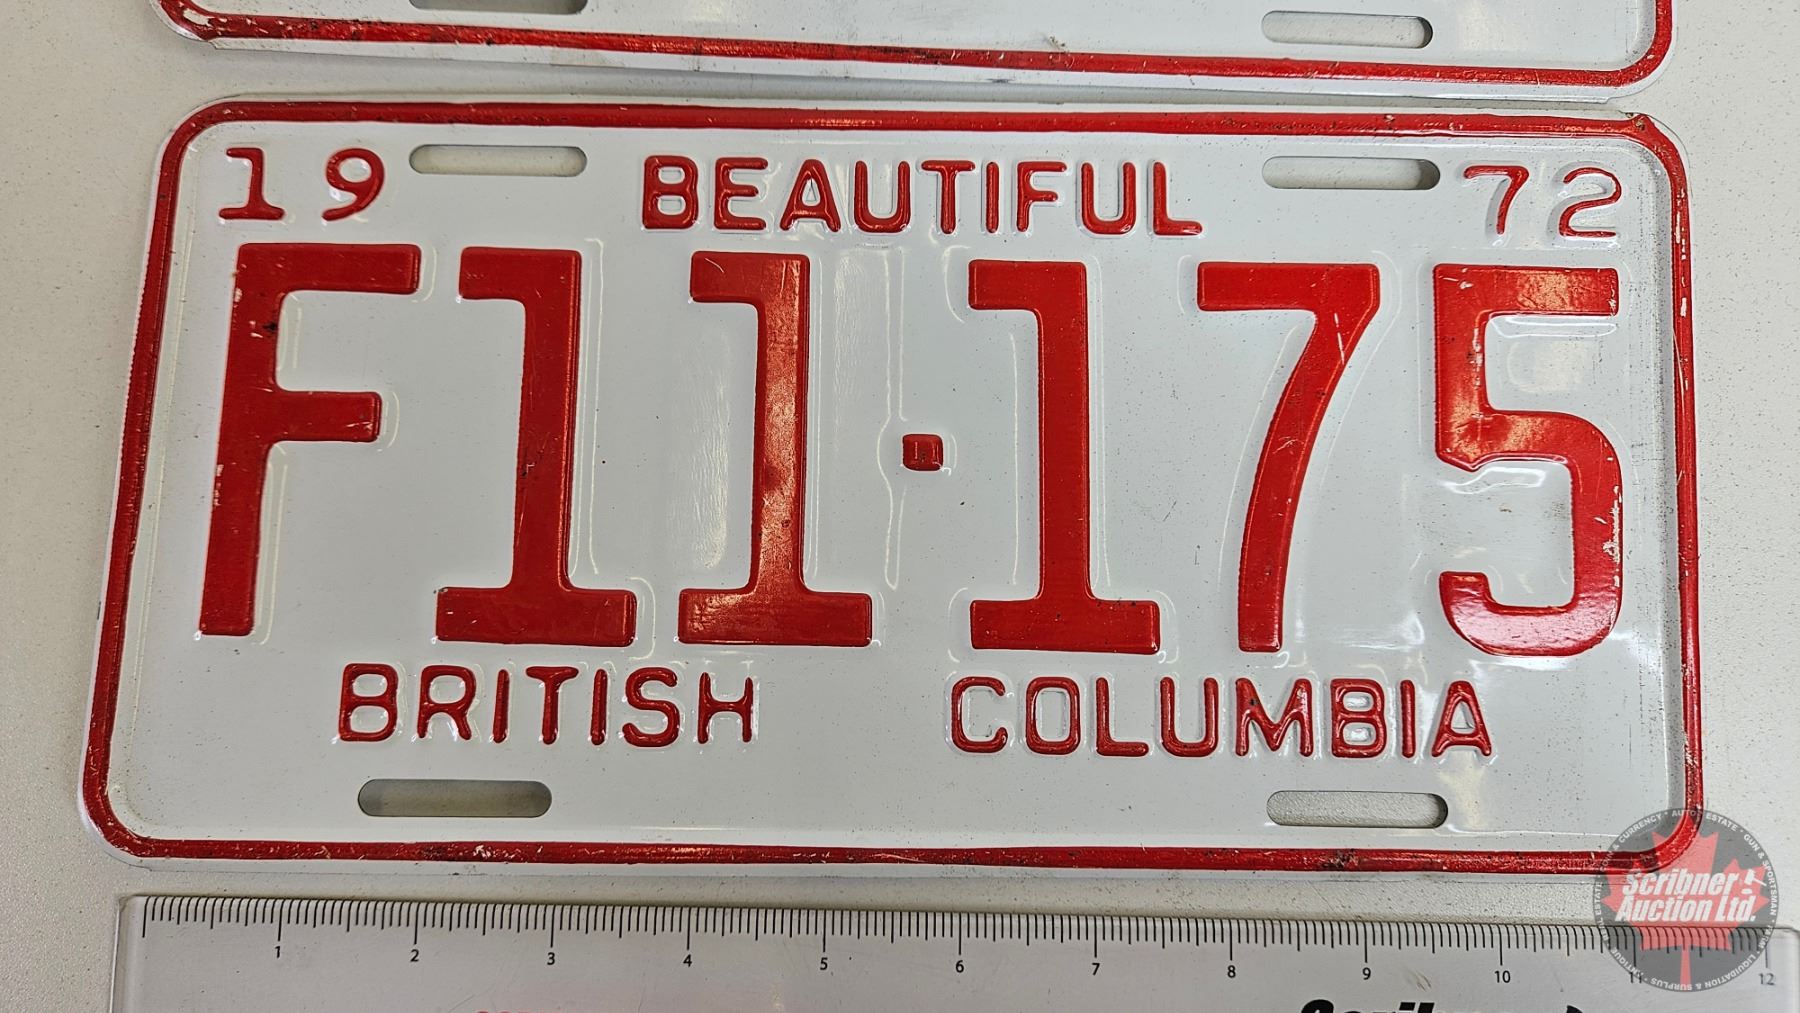 19 BEAUTIFUL 72
F11·175
BRITISH COLUMBIA
Scribner
Auction Ltd.
1 2 3 4 5 6 7 8 9 10 11 12